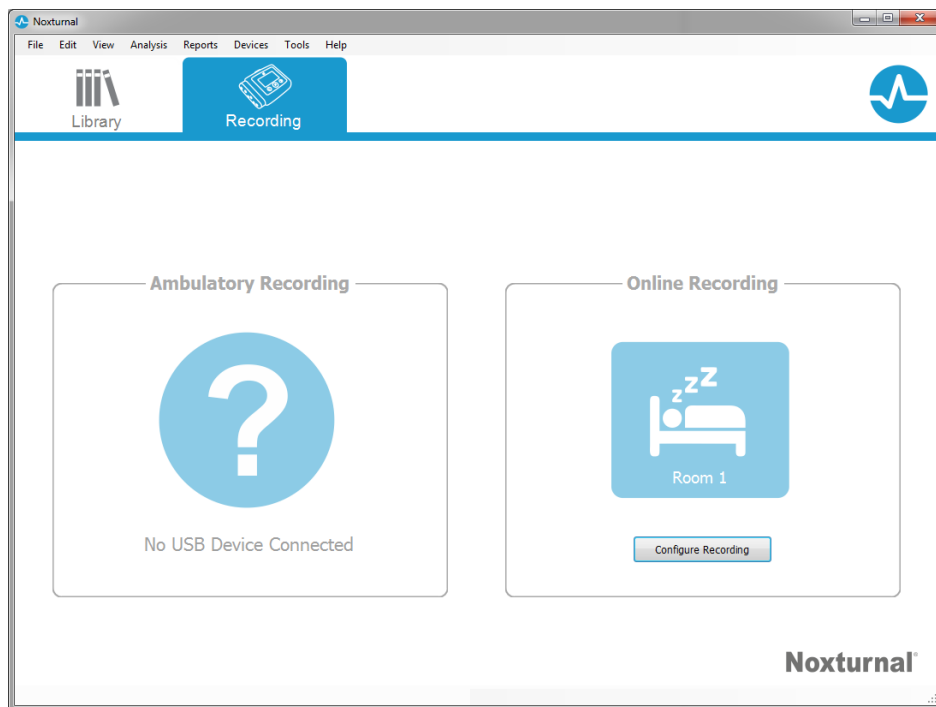 Noxturnal
File Edit View Analysis Reports Devices Tools Help
Library
Recording
Ambulatory Recording
?
No USB Device Connected
Online Recording
zzZ
Room 1
Configure Recording
Noxturnal®